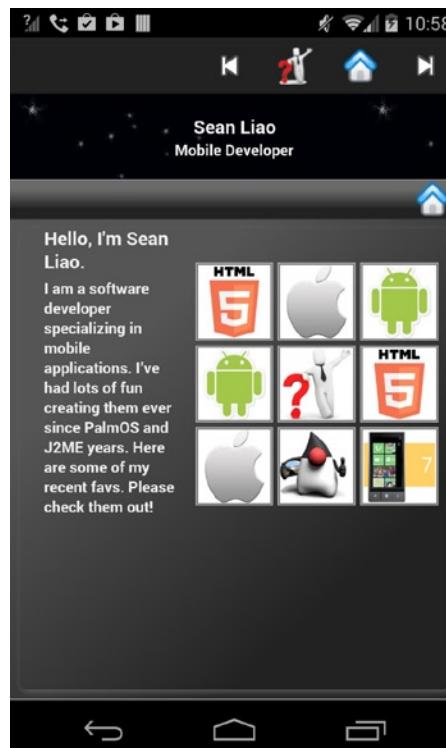 10:58
Sean Liao
Mobile Developer
Hello, I'm Sean
Liao.
I am a software
developer
specializing in
mobile
applications. I've
had lots of fun
creating them ever
since PalmOS and
J2ME years. Here
are some of my
recent favs. Please
check them out!
HTML
5
?
HTML
5
7